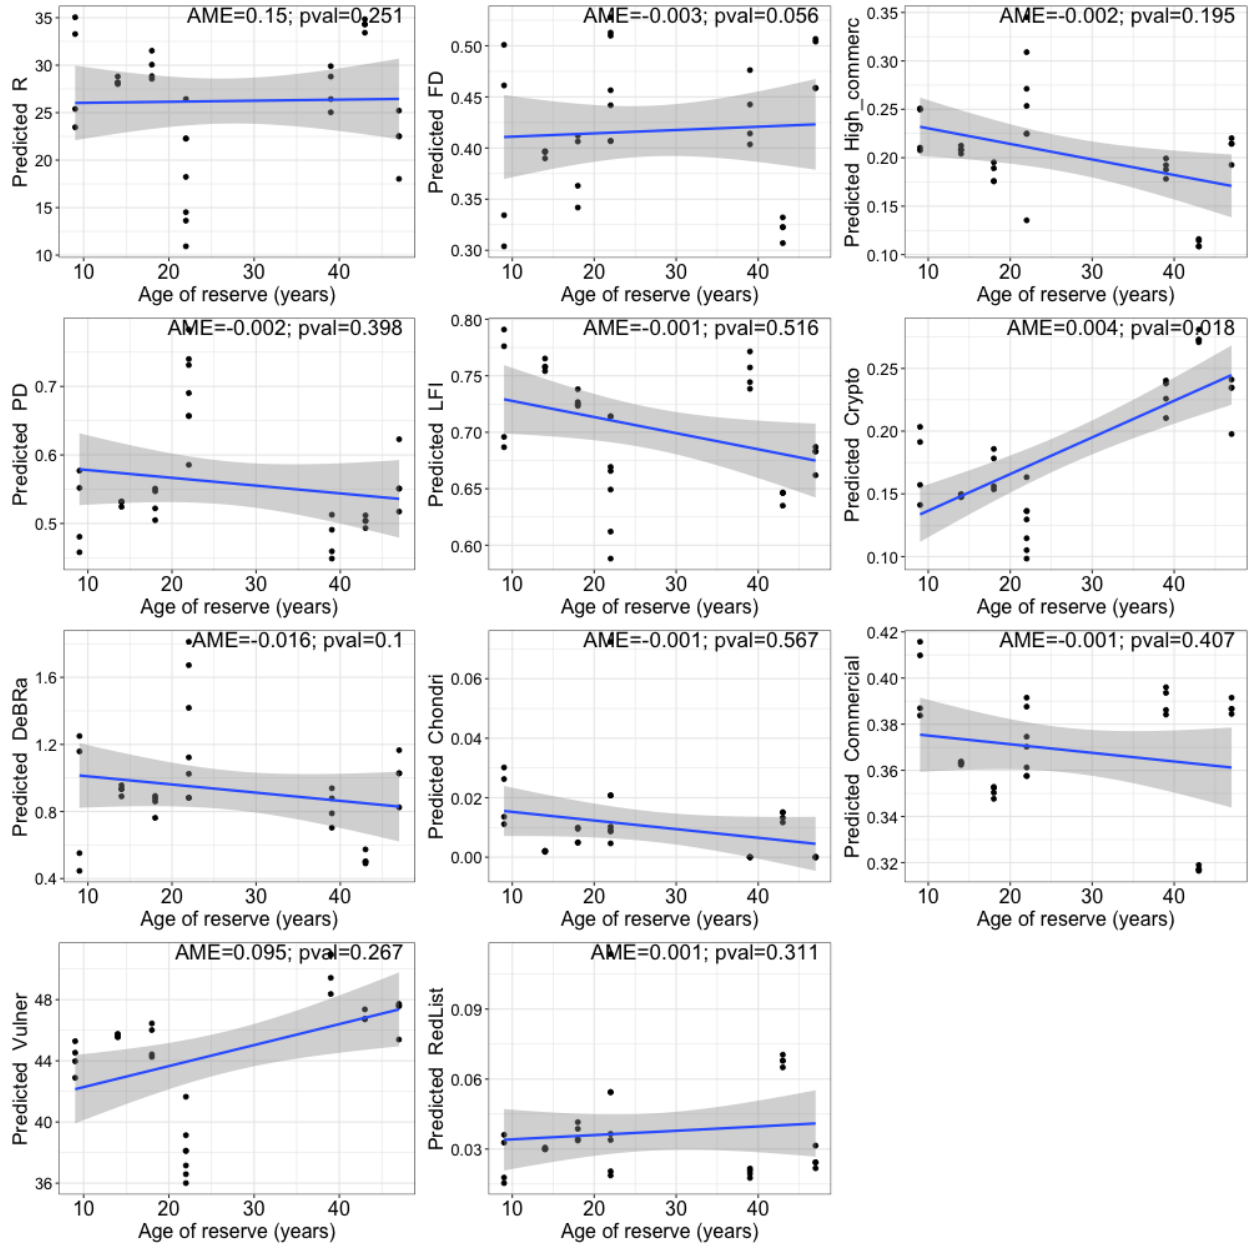 AME=0.15; pval=0.251
Predicted R
35
30
25
20
15
10
10 20 30 40
Age of reserve (years)
AME=-0.003; pval=0.056
Predicted FD
0.50
0.45
0.40
0.35
0.30
10 20 30 40
Age of reserve (years)
AME=-0.002; pval=0.195
Predicted High_commerc
0.35
0.30
0.25
0.20
0.15
0.10
10 20 30 40
Age of reserve (years)
AME=-0.002; pval=0.398
Predicted PD
0.7
0.6
0.5
10 20 30 40
Age of reserve (years)
AME=-0.001; pval=0.516
Predicted LFI
0.80
0.75
0.70
0.65
0.60
10 20 30 40
Age of reserve (years)
AME=0.004; pval=0.018
Predicted Crypto
0.25
0.20
0.15
0.10
10 20 30 40
Age of reserve (years)
AME=-0.016; pval=0.1
Predicted DeBRa
1.6
1.2
0.8
0.4
10 20 30 40
Age of reserve (years)
AME=-0.001; pval=0.567
Predicted Chondri
0.06
0.04
0.02
0.00
10 20 30 40
Age of reserve (years)
AME=-0.001; pval=0.407
Predicted Commercial
0.42
0.40
0.38
0.36
0.34
0.32
10 20 30 40
Age of reserve (years)
AME=0.095; pval=0.267
Predicted Vulner
48
44
40
36
10 20 30 40
Age of reserve (years)
AME=0.001; pval=0.311
Predicted RedList
0.09
0.06
0.03
10 20 30 40
Age of reserve (years)